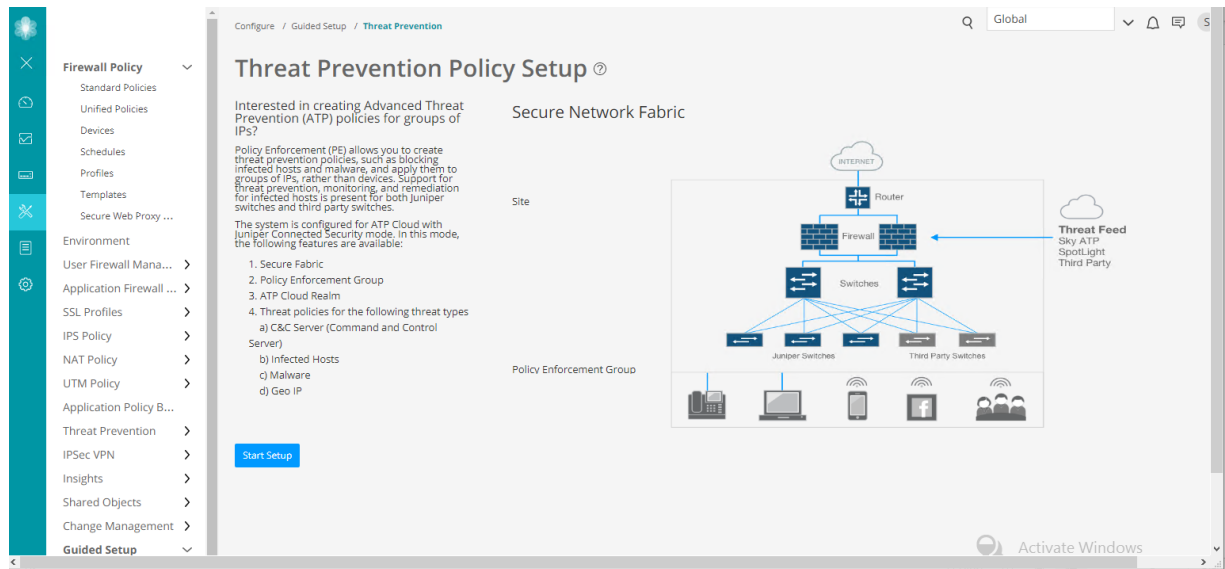 Configure / Guided Setup / Threat Prevention
Global
S
Firewall Policy
Standard Policies
Unified Policies
Devices
Schedules
Profiles
Templates
Secure Web Proxy ...
Environment
User Firewall Mana...
Application Firewall ...
SSL Profiles
IPS Policy
NAT Policy
UTM Policy
Application Policy B...
Threat Prevention
IPSec VPN
Insights
Shared Objects
Change Management
Guided Setup
Threat Prevention Policy Setup
Interested in creating Advanced Threat
Prevention (ATP) policies for groups of
IPs?
Policy Enforcement (PE) allows you to create
threat prevention policies, such as blocking
infected hosts and malware, and apply them to
groups of IPs, rather than devices. Support for
threat prevention, monitoring, and remediation
for infected hosts is present for both Juniper
switches and third party switches.
The system is configured for ATP Cloud with
Juniper Connected Security mode. In this mode,
the following features are available:
1. Secure Fabric
2. Policy Enforcement Group
3. ATP Cloud Realm
4. Threat policies for the following threat types
a) C&C Server (Command and Control
Server)
b) Infected Hosts
c) Malware
d) Geo IP
Start Setup
Secure Network Fabric
Site
Policy Enforcement Group
INTERNET
Router
Firewall
Switches
Juniper Switches
Third Party Switches
Threat Feed
Sky ATP
SpotLight
Third Party
Activate Windows